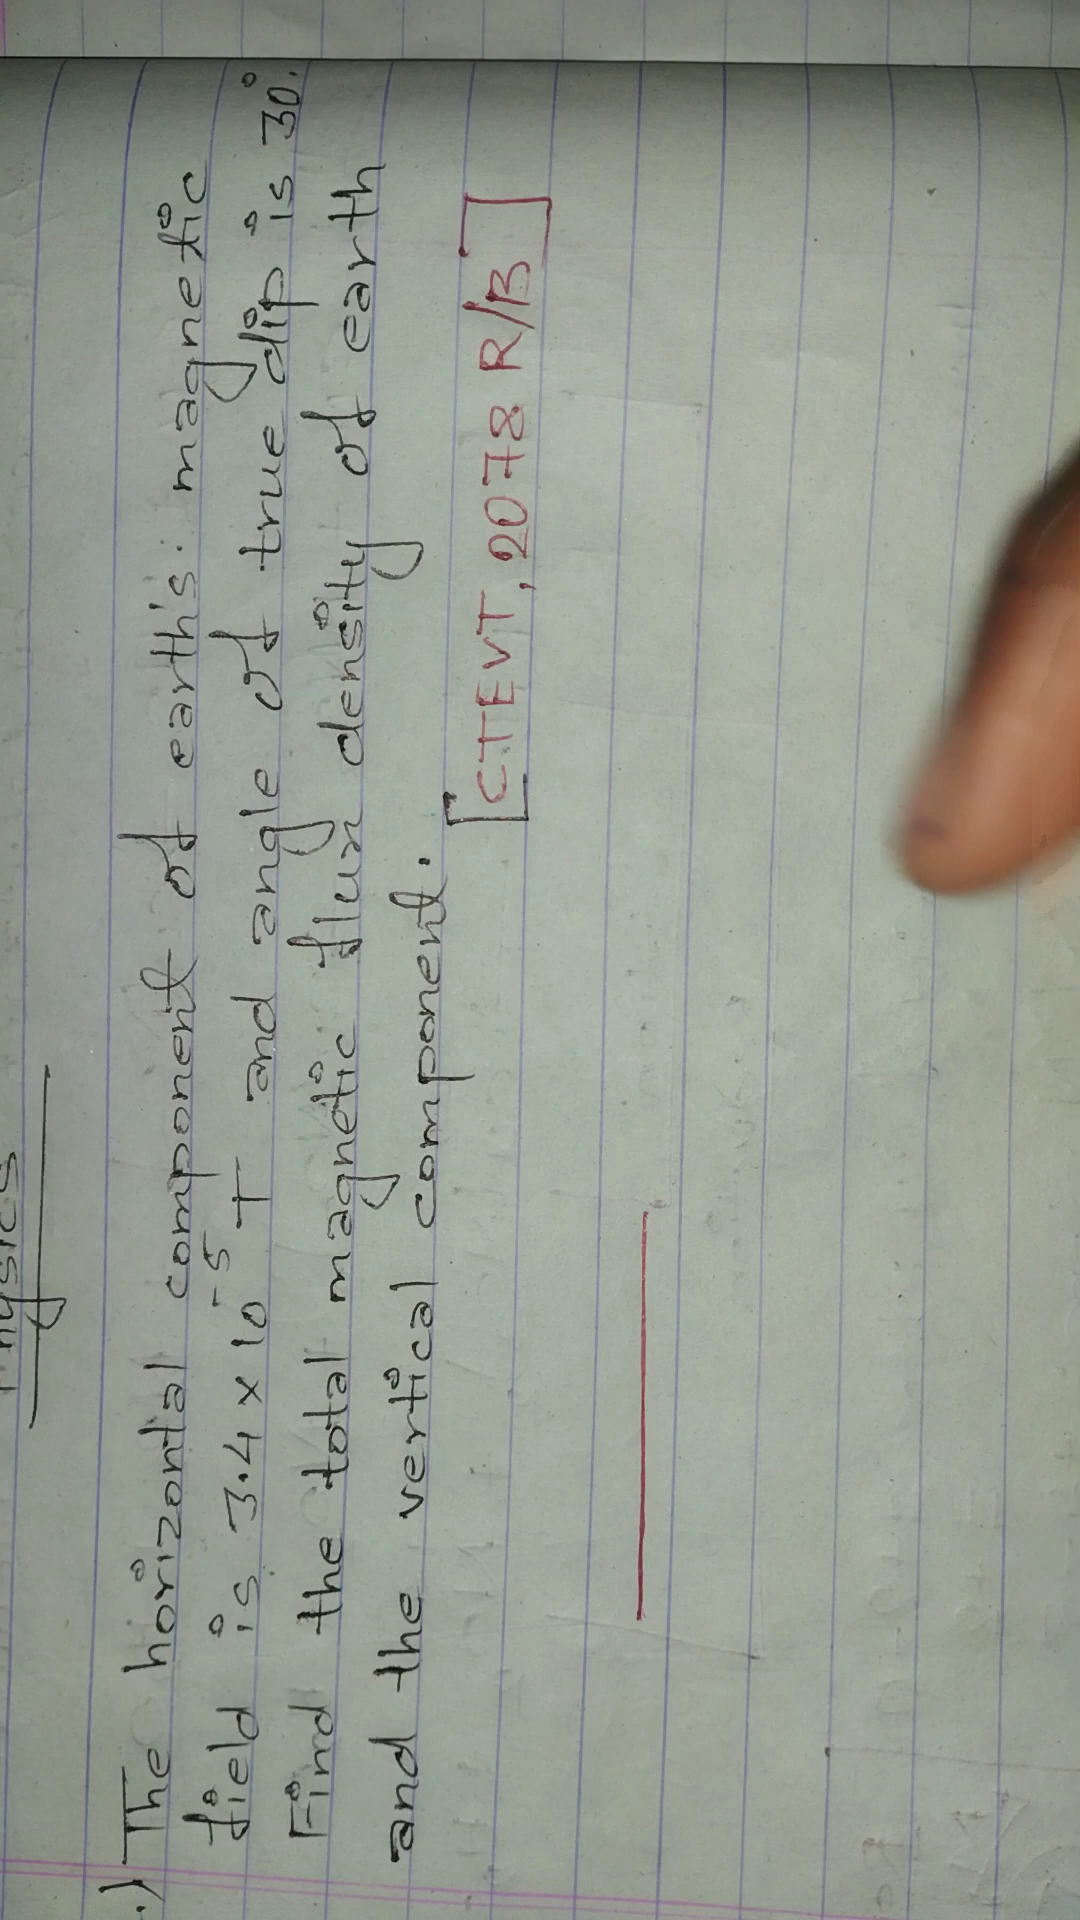 The horizontal component of earth's magnetic
field is 3.4 × 10⁻⁵ T and angle of true dip is 30°.
Find the total magnetic flux density of earth
and the vertical component.
[CTEVT, 2078 R/B]